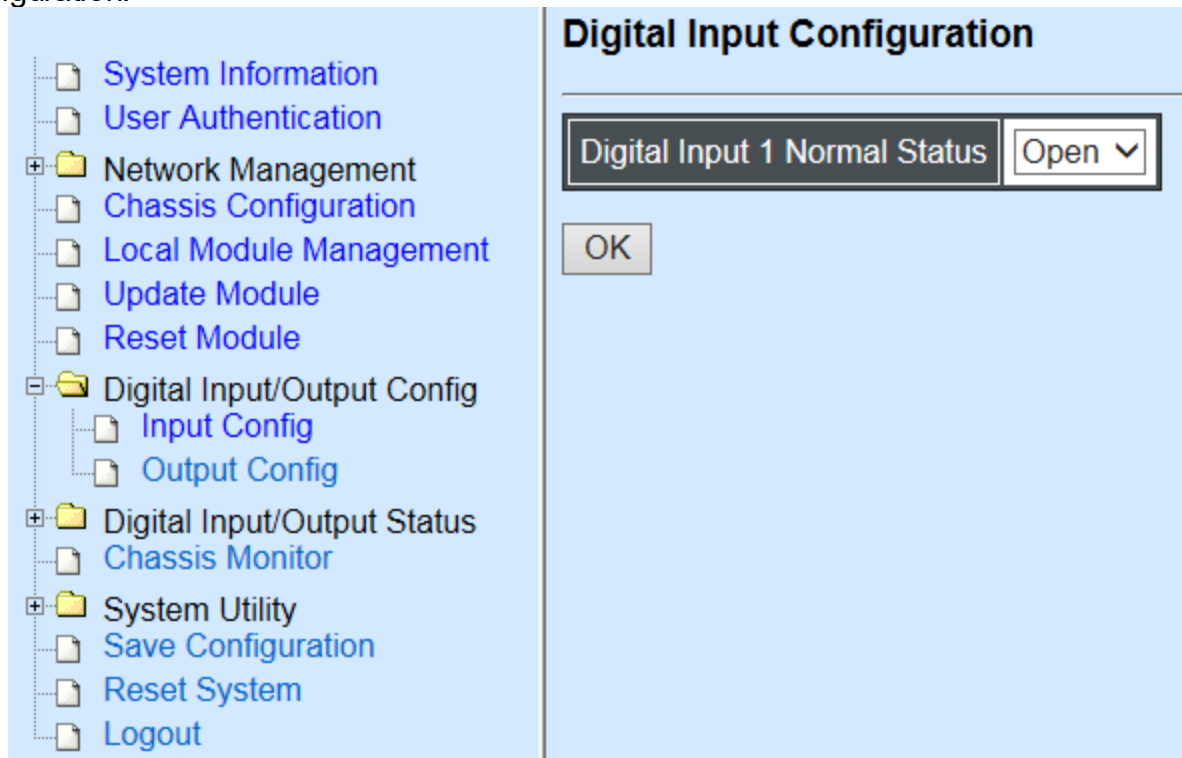 System Information
User Authentication
Network Management
Chassis Configuration
Local Module Management
Update Module
Reset Module
Digital Input/Output Config
Input Config
Output Config
Digital Input/Output Status
Chassis Monitor
System Utility
Save Configuration
Reset System
Logout
Digital Input Configuration
Digital Input 1 Normal Status Open
OK